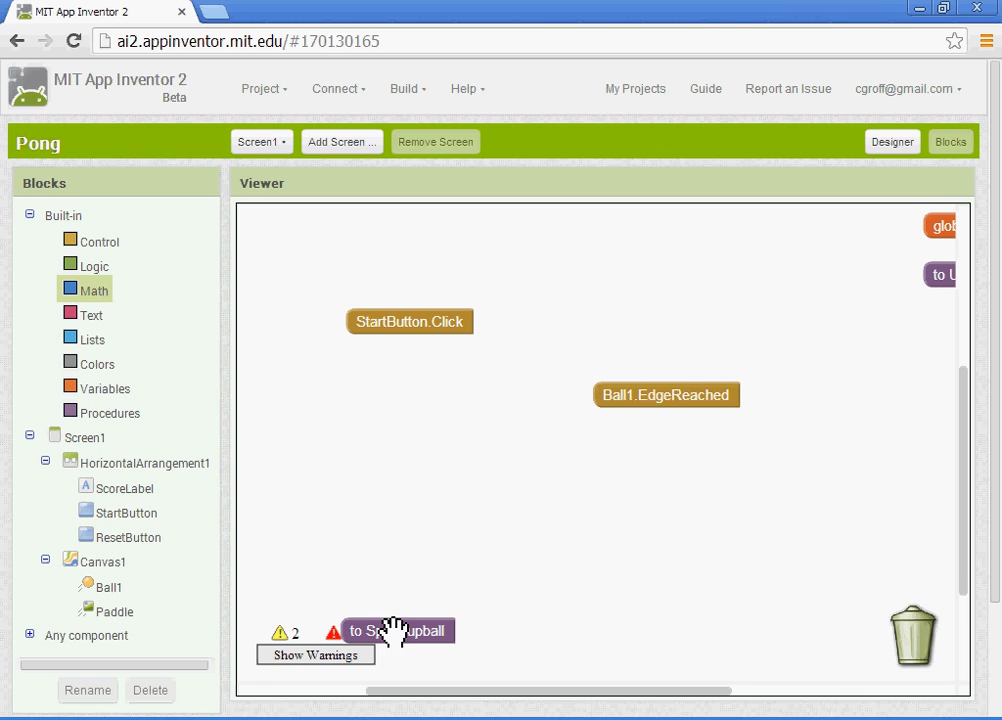 MIT App Inventor 2
ai2.appinventor.mit.edu/#170130165
MIT App Inventor 2
Beta
Project Connect Build Help My Projects Guide Report an Issue cgroff@gmail.com
Pong Screen1 Add Screen ... Remove Screen Designer Blocks
Blocks
Viewer
Built-in
Control
Logic
Math
Text
Lists
Colors
Variables
Procedures
Screen1
HorizontalArrangement1
ScoreLabel
StartButton
ResetButton
Canvas1
Ball1
Paddle
Any component
Rename Delete
glob
to U
StartButton.Click
Ball1.EdgeReached
2 to
Show Warnings